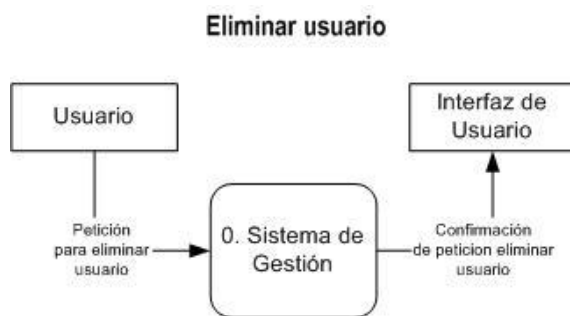 Eliminar usuario
Usuario
Interfaz de
Usuario
Petición
para eliminar
usuario
0. Sistema de
Gestión
Confirmación
de peticion eliminar
usuario